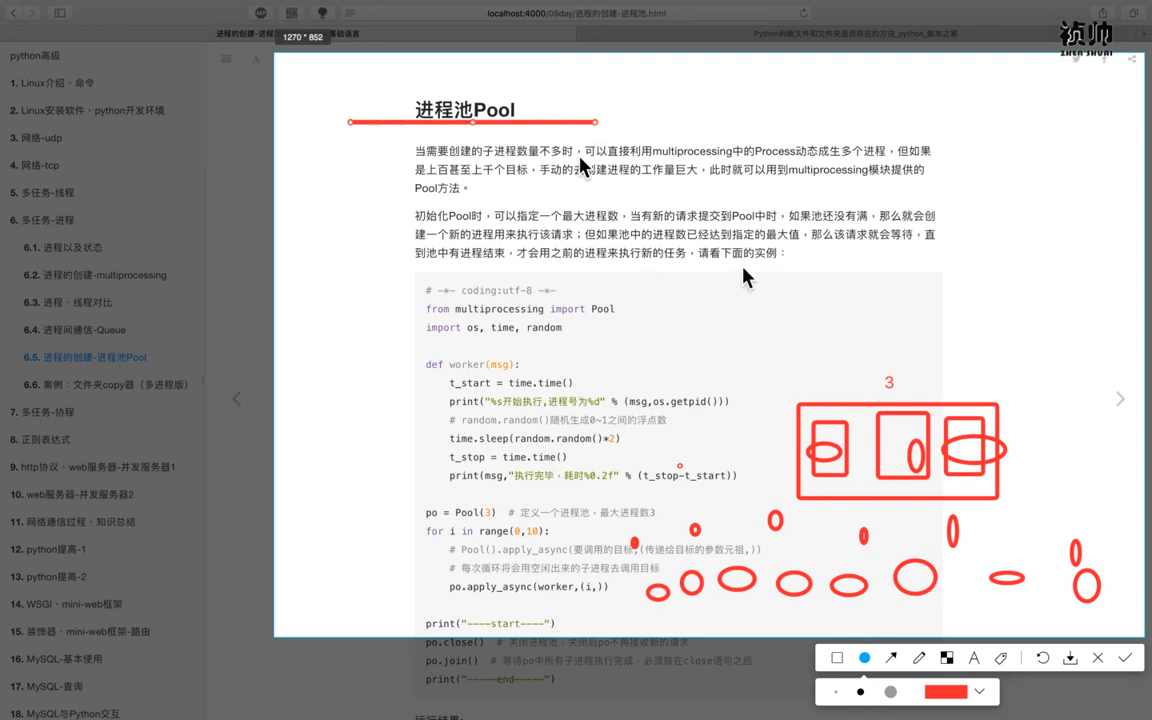 localhost:4000/05day/进程的创建-进程池.html
基础语言
Python判断文件和文件夹是否存在的方法_python_脚本之家
1270 * 852
祯帅
ZHEN SHUAI
python高级
1. Linux介绍、命令
2. Linux安装软件、python开发环境
3. 网络-udp
4. 网络-tcp
5. 多任务-线程
6. 多任务-进程
6.1. 进程以及状态
6.2. 进程的创建-multiprocessing
6.3. 进程、线程对比
6.4. 进程间通信-Queue
6.5. 进程的创建-进程池Pool
6.6. 案例：文件夹copy器（多进程版）
7. 多任务-协程
8. 正则表达式
9. http协议、web服务器-并发服务器1
10. web服务器-并发服务器2
11. 网络通信过程、知识总结
12. python提高-1
13. python提高-2
14. WSGI、mini-web框架
15. 装饰器、mini-web框架-路由
16. MySQL-基本使用
17. MySQL-查询
18. MySQL与Python交互
A
进程池Pool
当需要创建的子进程数量不多时，可以直接利用multiprocessing中的Process动态成生多个进程，但如果
是上百甚至上千个目标，手动的去创建进程的工作量巨大，此时就可以用到multiprocessing模块提供的
Pool方法。
初始化Pool时，可以指定一个最大进程数，当有新的请求提交到Pool中时，如果池还没有满，那么就会创
建一个新的进程用来执行该请求；但如果池中的进程数已经达到指定的最大值，那么该请求就会等待，直
到池中有进程结束，才会用之前的进程来执行新的任务，请看下面的实例：
# -*- coding:utf-8 -*-
from multiprocessing import Pool
import os, time, random
def worker(msg):
t_start = time.time()
print("%s开始执行,进程号为%d" % (msg,os.getpid()))
# random.random()随机生成0~1之间的浮点数
time.sleep(random.random()*2)
t_stop = time.time()
print(msg,"执行完毕，耗时%0.2f" % (t_stop-t_start))
3
po = Pool(3)  # 定义一个进程池，最大进程数3
for i in range(0,10):
# Pool().apply_async(要调用的目标,(传递给目标的参数元祖,))
# 每次循环将会用空闲出来的子进程去调用目标
po.apply_async(worker,(i,))
print("----start----")
po.close()  # 关闭进程池，关闭后po不再接收新的请求
po.join()  # 等待po中所有子进程执行完成，必须放在close语句之后
print("-----end-----")
运行结果:
A